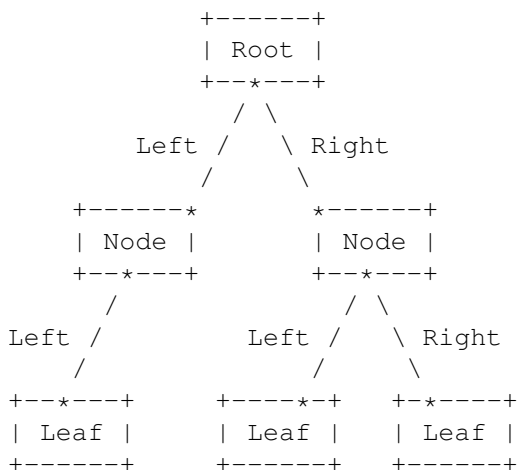 Root
Left Right
Node Node
Left Left Right
Leaf Leaf Leaf